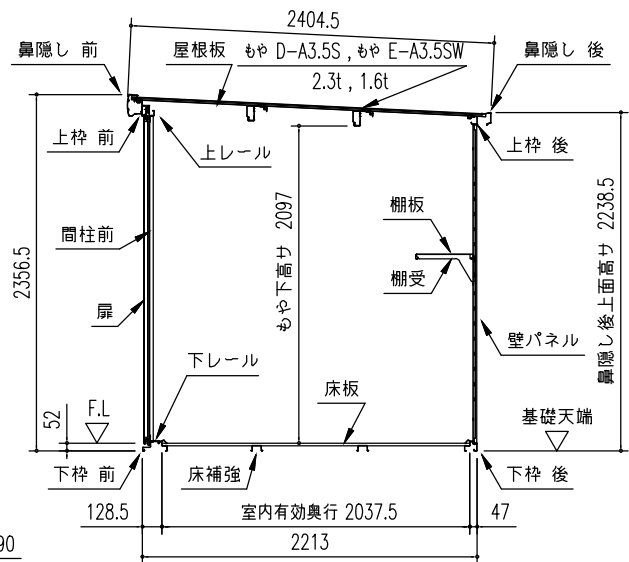 2404.5
鼻隠し 前
屋根板
もや D-A3.5S , もや E-A3.5SW
2.3t , 1.6t
鼻隠し 後
上枠 前
上レール
上枠 後
もや下高サ 2097
棚板
棚受
間柱前
扉
2356.5
鼻隠し後上面高サ 2238.5
壁パネル
下レール
床板
F.L
52
基礎天端
下枠 前
床補強
下枠 後
128.5
室内有効奥行 2037.5
47
2213
90